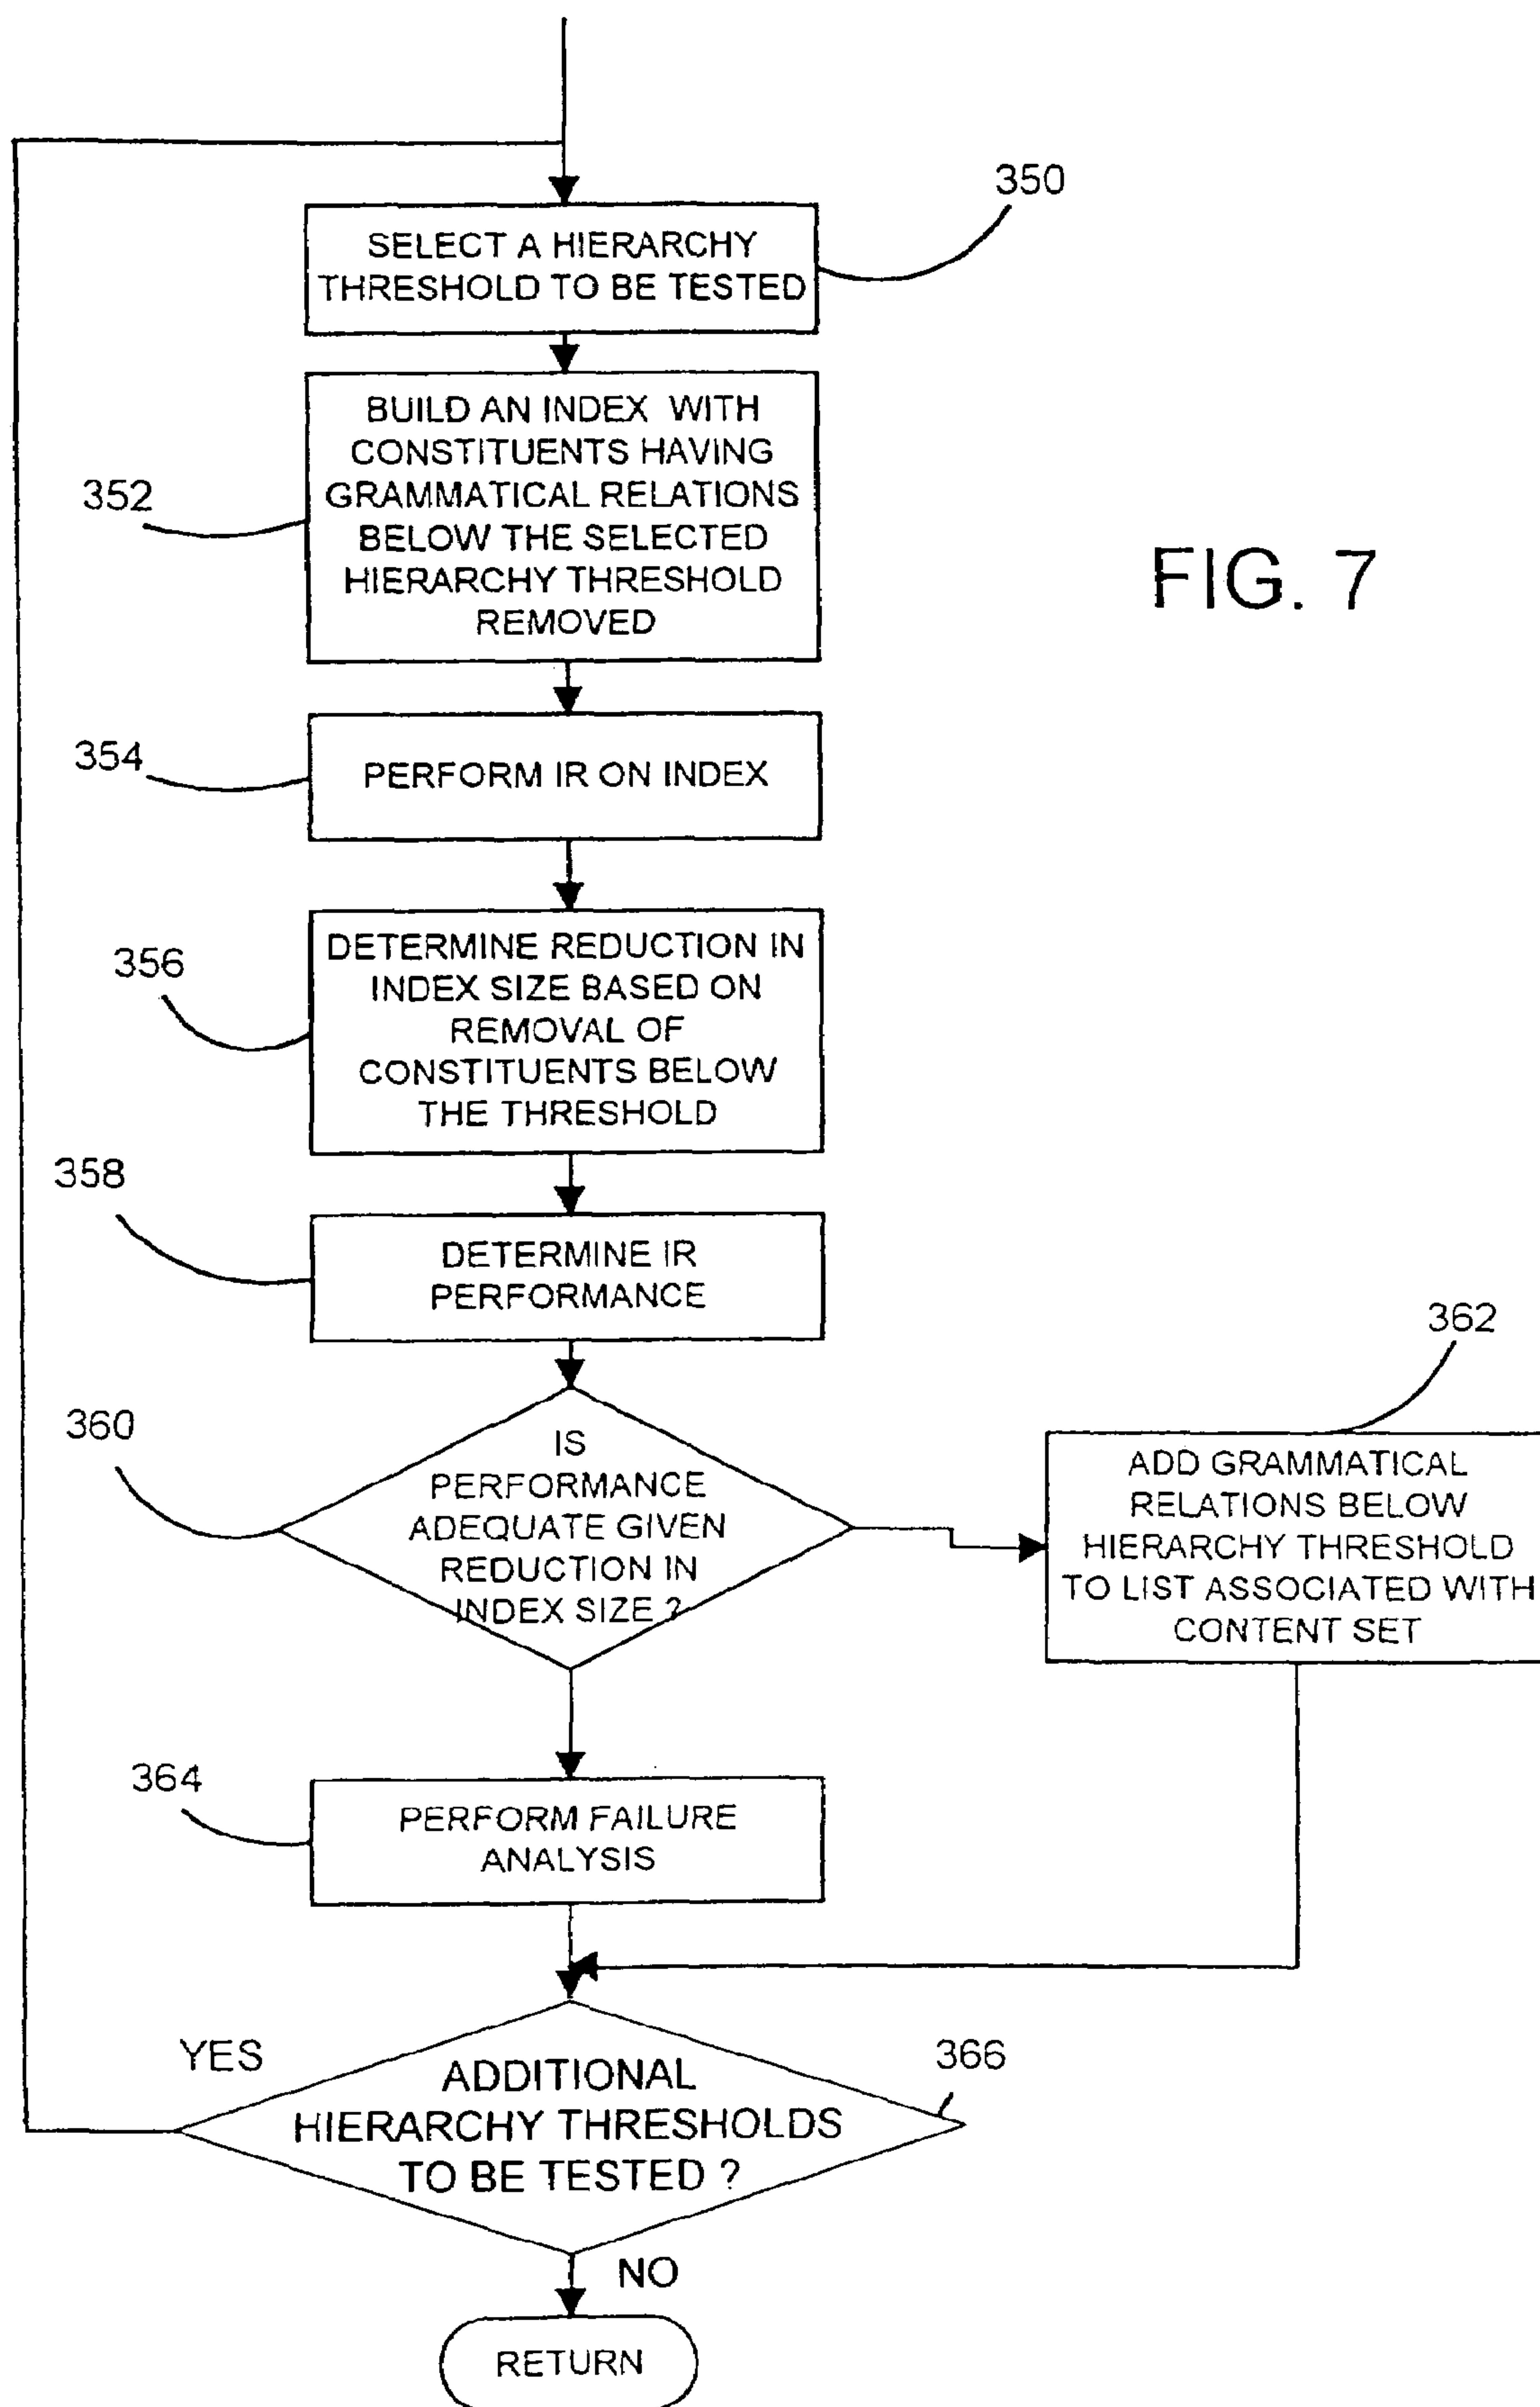 350
SELECT A HIERARCHY
THRESHOLD TO BE TESTED
352
BUILD AN INDEX WITH
CONSTITUENTS HAVING
GRAMMATICAL RELATIONS
BELOW THE SELECTED
HIERARCHY THRESHOLD
REMOVED
FIG. 7
354
PERFORM IR ON INDEX
356
DETERMINE REDUCTION IN
INDEX SIZE BASED ON
REMOVAL OF
CONSTITUENTS BELOW
THE THRESHOLD
358
DETERMINE IR
PERFORMANCE
360
IS
PERFORMANCE
ADEQUATE GIVEN
REDUCTION IN
INDEX SIZE ?
362
ADD GRAMMATICAL
RELATIONS BELOW
HIERARCHY THRESHOLD
TO LIST ASSOCIATED WITH
CONTENT SET
364
PERFORM FAILURE
ANALYSIS
YES
366
ADDITIONAL
HIERARCHY THRESHOLDS
TO BE TESTED ?
NO
RETURN